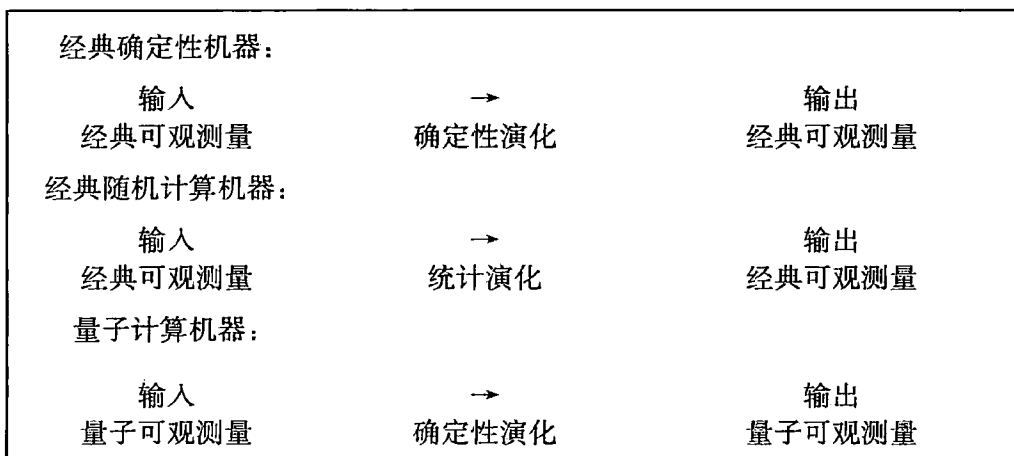 经典确定性机器：
输入 → 输出
经典可观测量 确定性演化 经典可观测量
经典随机计算机器：
输入 → 输出
经典可观测量 统计演化 经典可观测量
量子计算机器：
输入 → 输出
量子可观测量 确定性演化 量子可观测量